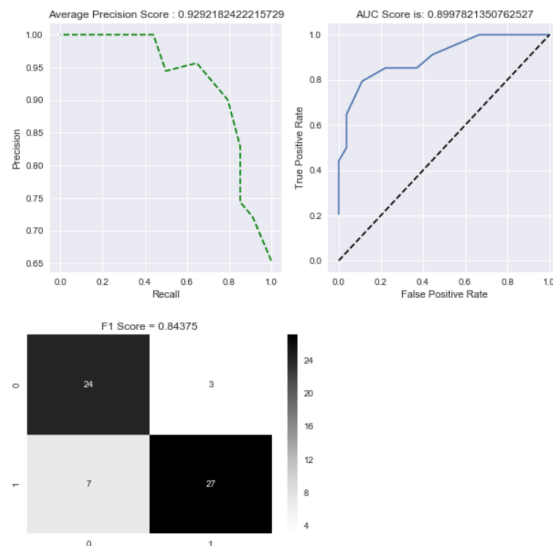 Average Precision Score : 0.9292182422215729
1.00
0.95
0.90
0.85
0.80
0.75
0.70
0.65
Precision
0.0 0.2 0.4 0.6 0.8 1.0
Recall
AUC Score is: 0.8997821350762527
1.0
0.8
0.6
0.4
0.2
0.0
True Positive Rate
0.0 0.2 0.4 0.6 0.8 1.0
False Positive Rate
F1 Score = 0.84375
0
24 3
1
7 27
0 1
24
20
16
12
8
4